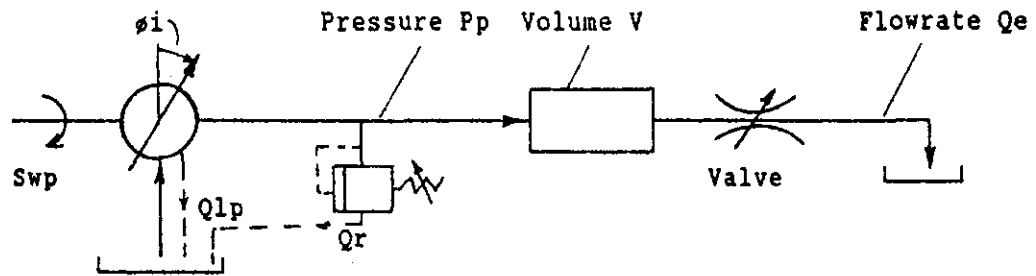 øi
Pressure Pp
Volume V
Flowrate Qe
Swp
Qlp
Qr
Valve